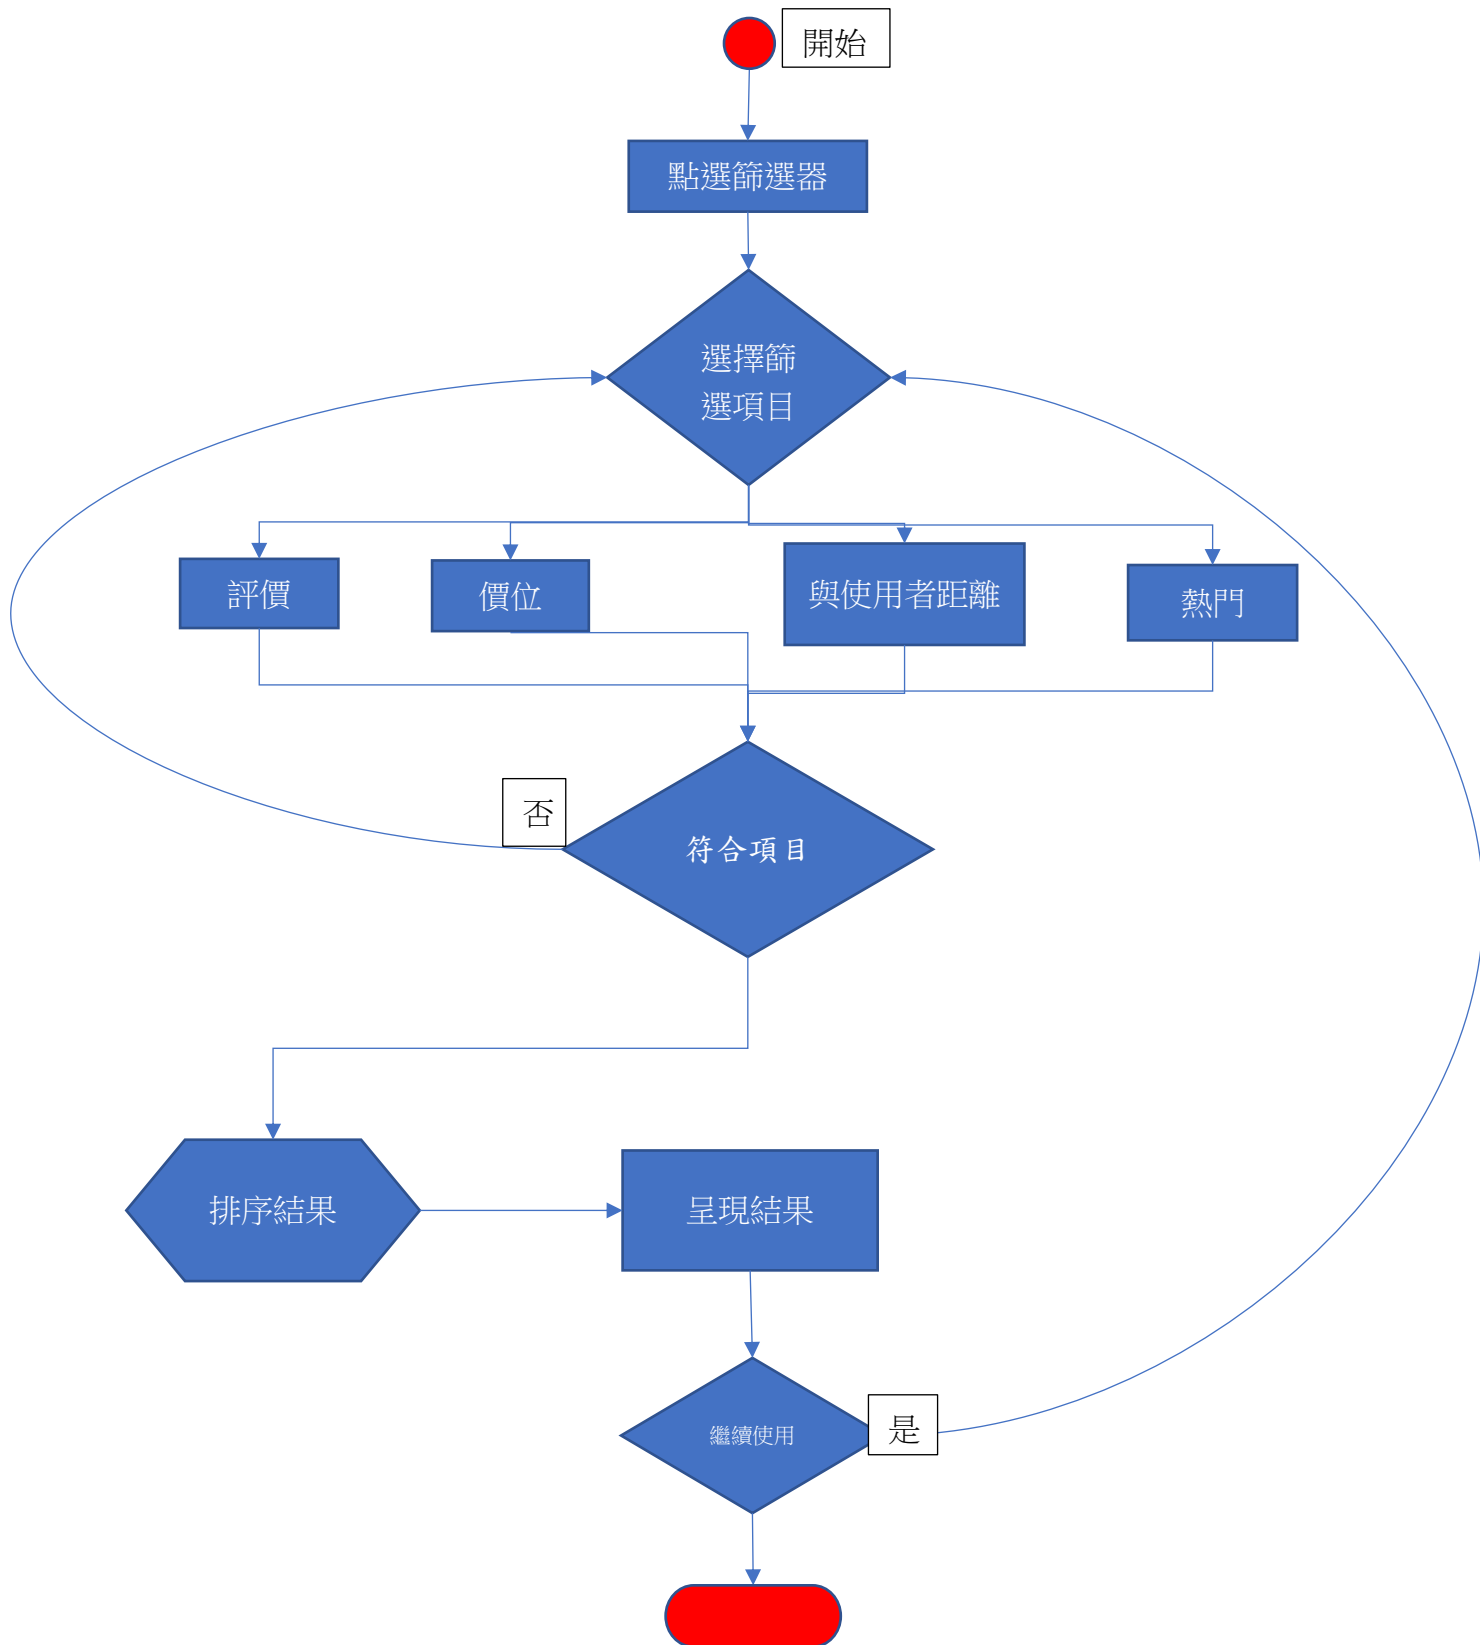 開始
點選篩選器
選擇篩
選項目
評價
價位
與使用者距離
熱門
否
符合項目
排序結果
呈現結果
繼續使用
是